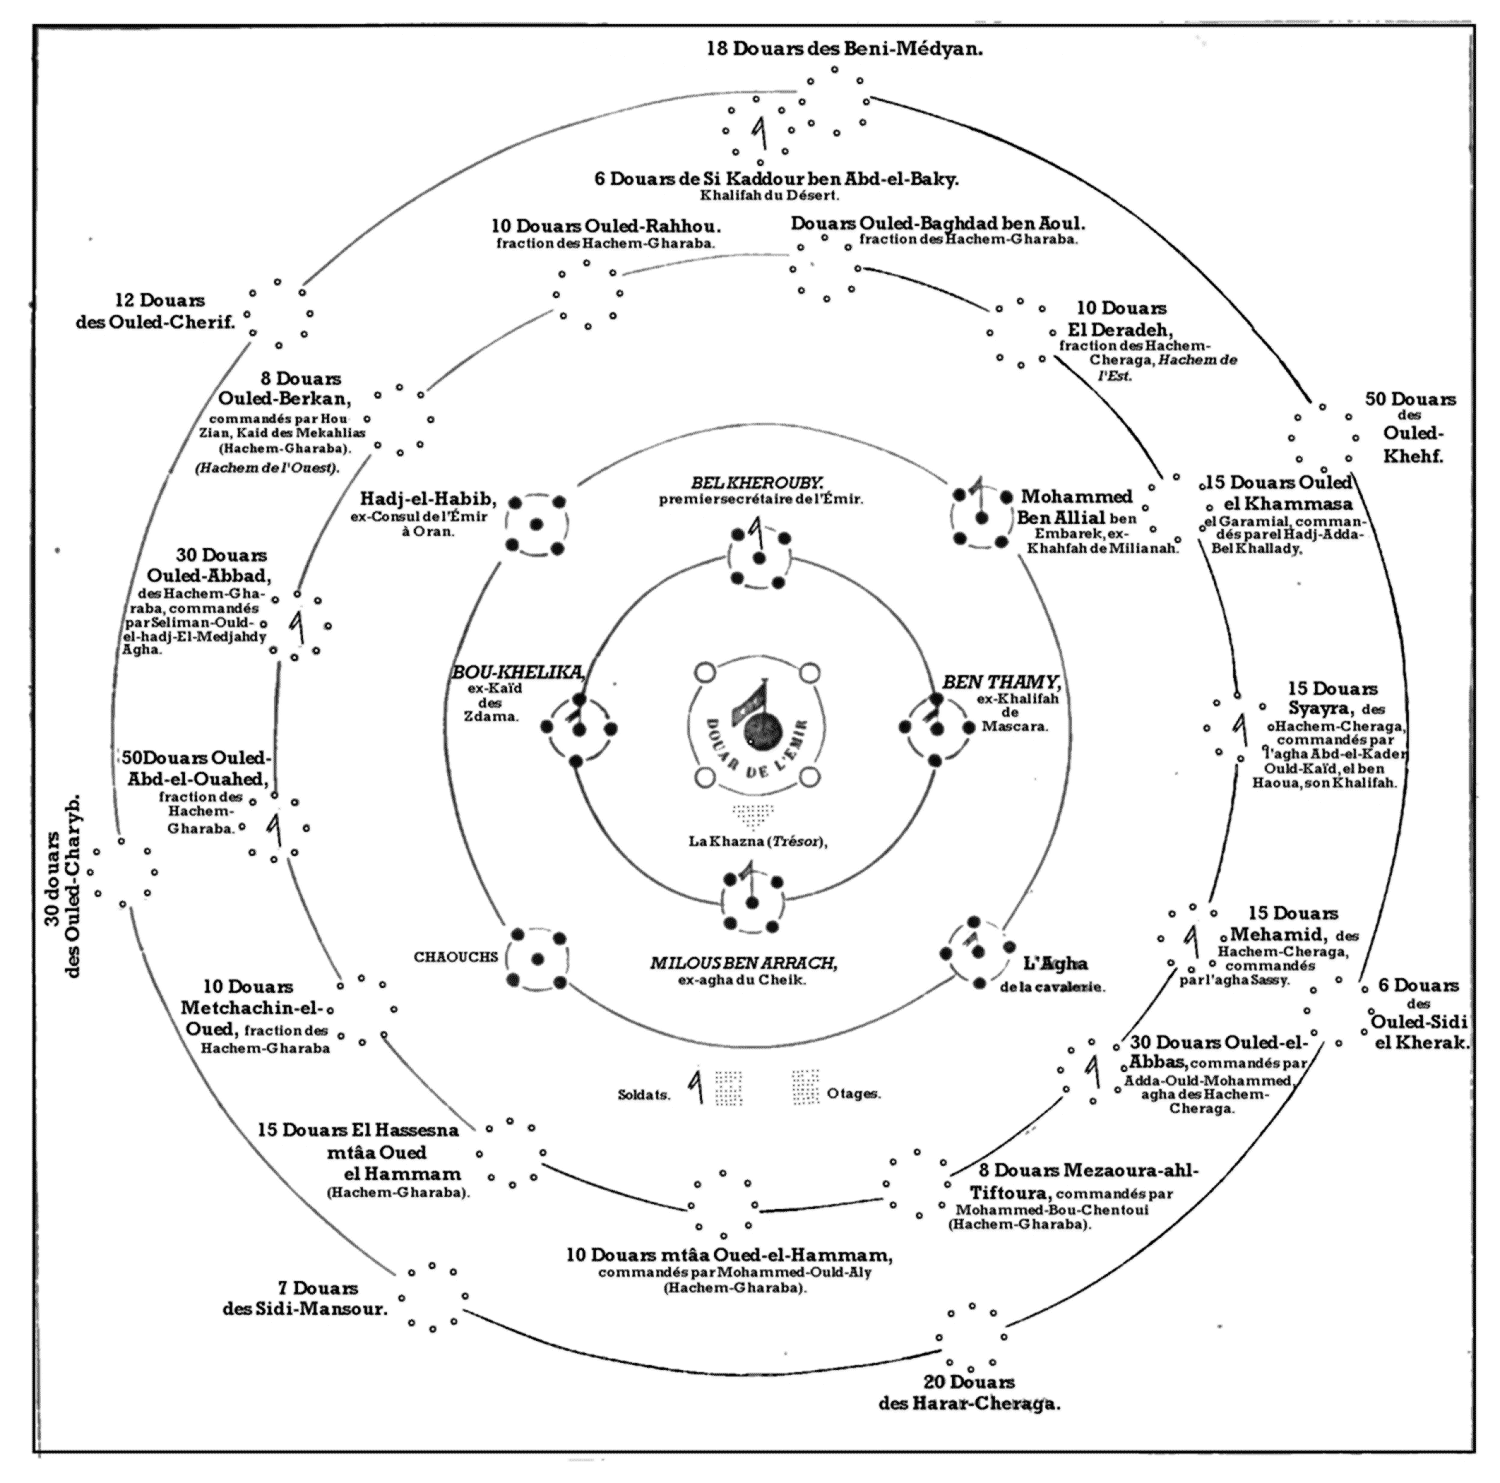 18 Douars des Beni-Médyan.
6 Douars de Si Kaddour ben Abd-el-Baky.
Khalifah du Désert.
10 Douars Ouled-Rahhou.
fraction des Hachem-Gharaba.
Douars Ouled-Baghdad ben Aoul.
fraction des Hachem-Gharaba.
12 Douars
des Ouled-Cherif.
10 Douars
El Deradeh,
fraction des Hachem-
Cheraga, Hachem de
l'Est.
8 Douars
Ouled-Berkan,
commandés par Hou
Zian, Kaid des Mekahlias
(Hachem-Gharaba).
(Hachem de l'Ouest).
50 Douars
des
Ouled-
Khehf.
Hadj-el-Habib,
ex-Consul de l'Émir
à Oran.
BEL KHEROUBY.
premier secrétaire de l'Émir.
Mohammed
Ben Allial ben
Embarek, ex-
Khahfah de Milianah.
15 Douars Ouled
el Khammasa
el Garamial, comman-
dés par el Hadj-Adda-
Bel Khallady.
30 Douars
Ouled-Abbad,
des Hachem-Gha-
raba, commandés
par Seliman-Ould-
el-hadj-El-Medjahdy
Agha.
BOU-KHELIKA,
ex-Kaïd
des
Zdama.
DOUAR DE L'EMIR
BEN THAMY,
ex-Khalifah
de
Mascara.
15 Douars
Syayra, des
Hachem-Cheraga,
commandés par
l'agha Abd-el-Kader
Ould-Kaïd, el ben
Haoua, son Khalifah.
50 Douars Ouled-
Abd-el-Ouahed,
fraction des
Hachem-
Gharaba.
La Khazna (Trésor),
30 douars
des Ouled-Charyb.
CHAOUCHS
MILOUS BEN ARRACH,
ex-agha du Cheik.
L'Agha
de la cavalerie.
15 Douars
Mehamid, des
Hachem-Cheraga,
commandés
par l'agha Sassy.
10 Douars
Metchachin-el-
Oued, fraction des
Hachem-Gharaba
6 Douars
des
Ouled-Sidi
el Kherak.
30 Douars Ouled-el-
Abbas, commandés par
Adda-Ould-Mohammed,
agha des Hachem-
Cheraga.
Soldats.
Otages.
15 Douars El Hassesna
mtâa Oued
el Hammam
(Hachem-Gharaba).
8 Douars Mezaoura-ahl-
Tiftoura, commandés par
Mohammed-Bou-Chentoui
(Hachem-Gharaba).
10 Douars mtâa Oued-el-Hammam,
commandés par Mohammed-Ould-Aly
(Hachem-Gharaba).
7 Douars
des Sidi-Mansour.
20 Douars
des Harar-Cheraga.